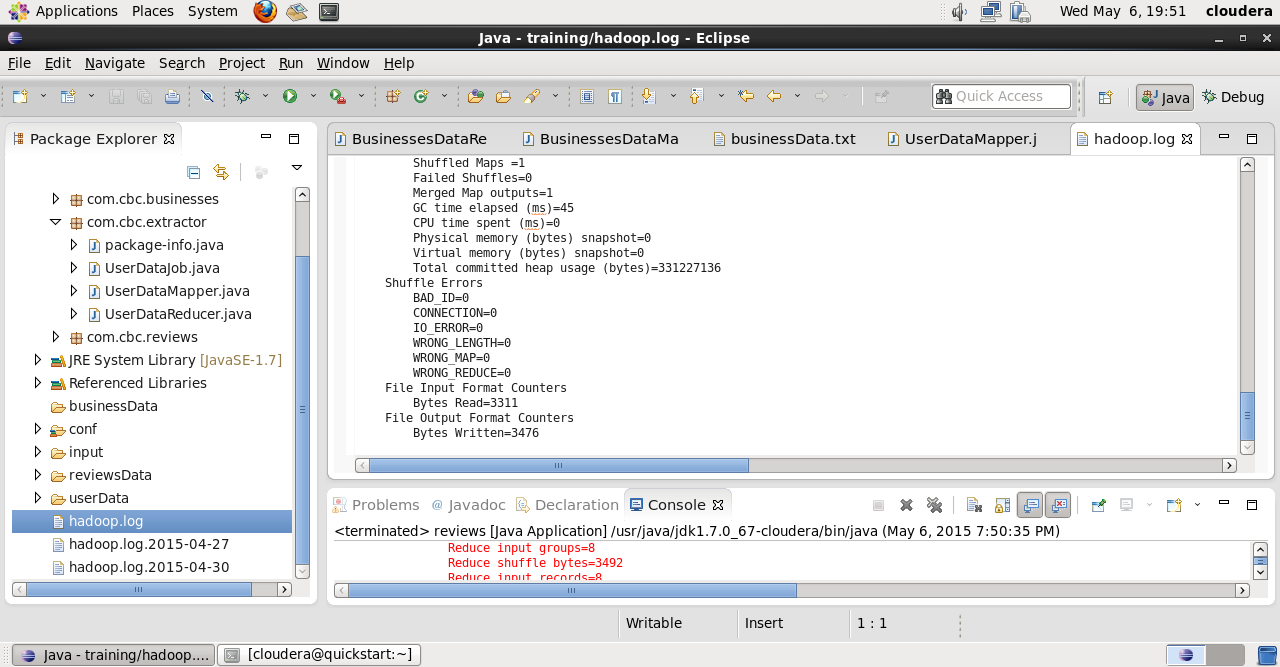 Applications Places System Wed May 6, 19:51 cloudera
Java - training/hadoop.log - Eclipse
File Edit Navigate Search Project Run Window Help
Quick Access Java Debug
Package Explorer
com.cbc.businesses
com.cbc.extractor
package-info.java
UserDataJob.java
UserDataMapper.java
UserDataReducer.java
com.cbc.reviews
JRE System Library [JavaSE-1.7]
Referenced Libraries
businessData
conf
input
reviewsData
userData
hadoop.log
hadoop.log.2015-04-27
hadoop.log.2015-04-30
BusinessesDataRe BusinessesDataMa businessData.txt UserDataMapper.j hadoop.log
Shuffled Maps =1
Failed Shuffles=0
Merged Map outputs=1
GC time elapsed (ms)=45
CPU time spent (ms)=0
Physical memory (bytes) snapshot=0
Virtual memory (bytes) snapshot=0
Total committed heap usage (bytes)=331227136
Shuffle Errors
BAD_ID=0
CONNECTION=0
IO_ERROR=0
WRONG_LENGTH=0
WRONG_MAP=0
WRONG_REDUCE=0
File Input Format Counters
Bytes Read=3311
File Output Format Counters
Bytes Written=3476
Problems Javadoc Declaration Console
<terminated> reviews [Java Application] /usr/java/jdk1.7.0_67-cloudera/bin/java (May 6, 2015 7:50:35 PM)
Reduce input groups=8
Reduce shuffle bytes=3492
Reduce input records=8
Writable Insert 1 : 1
Java - training/hadoop.... [cloudera@quickstart:~]